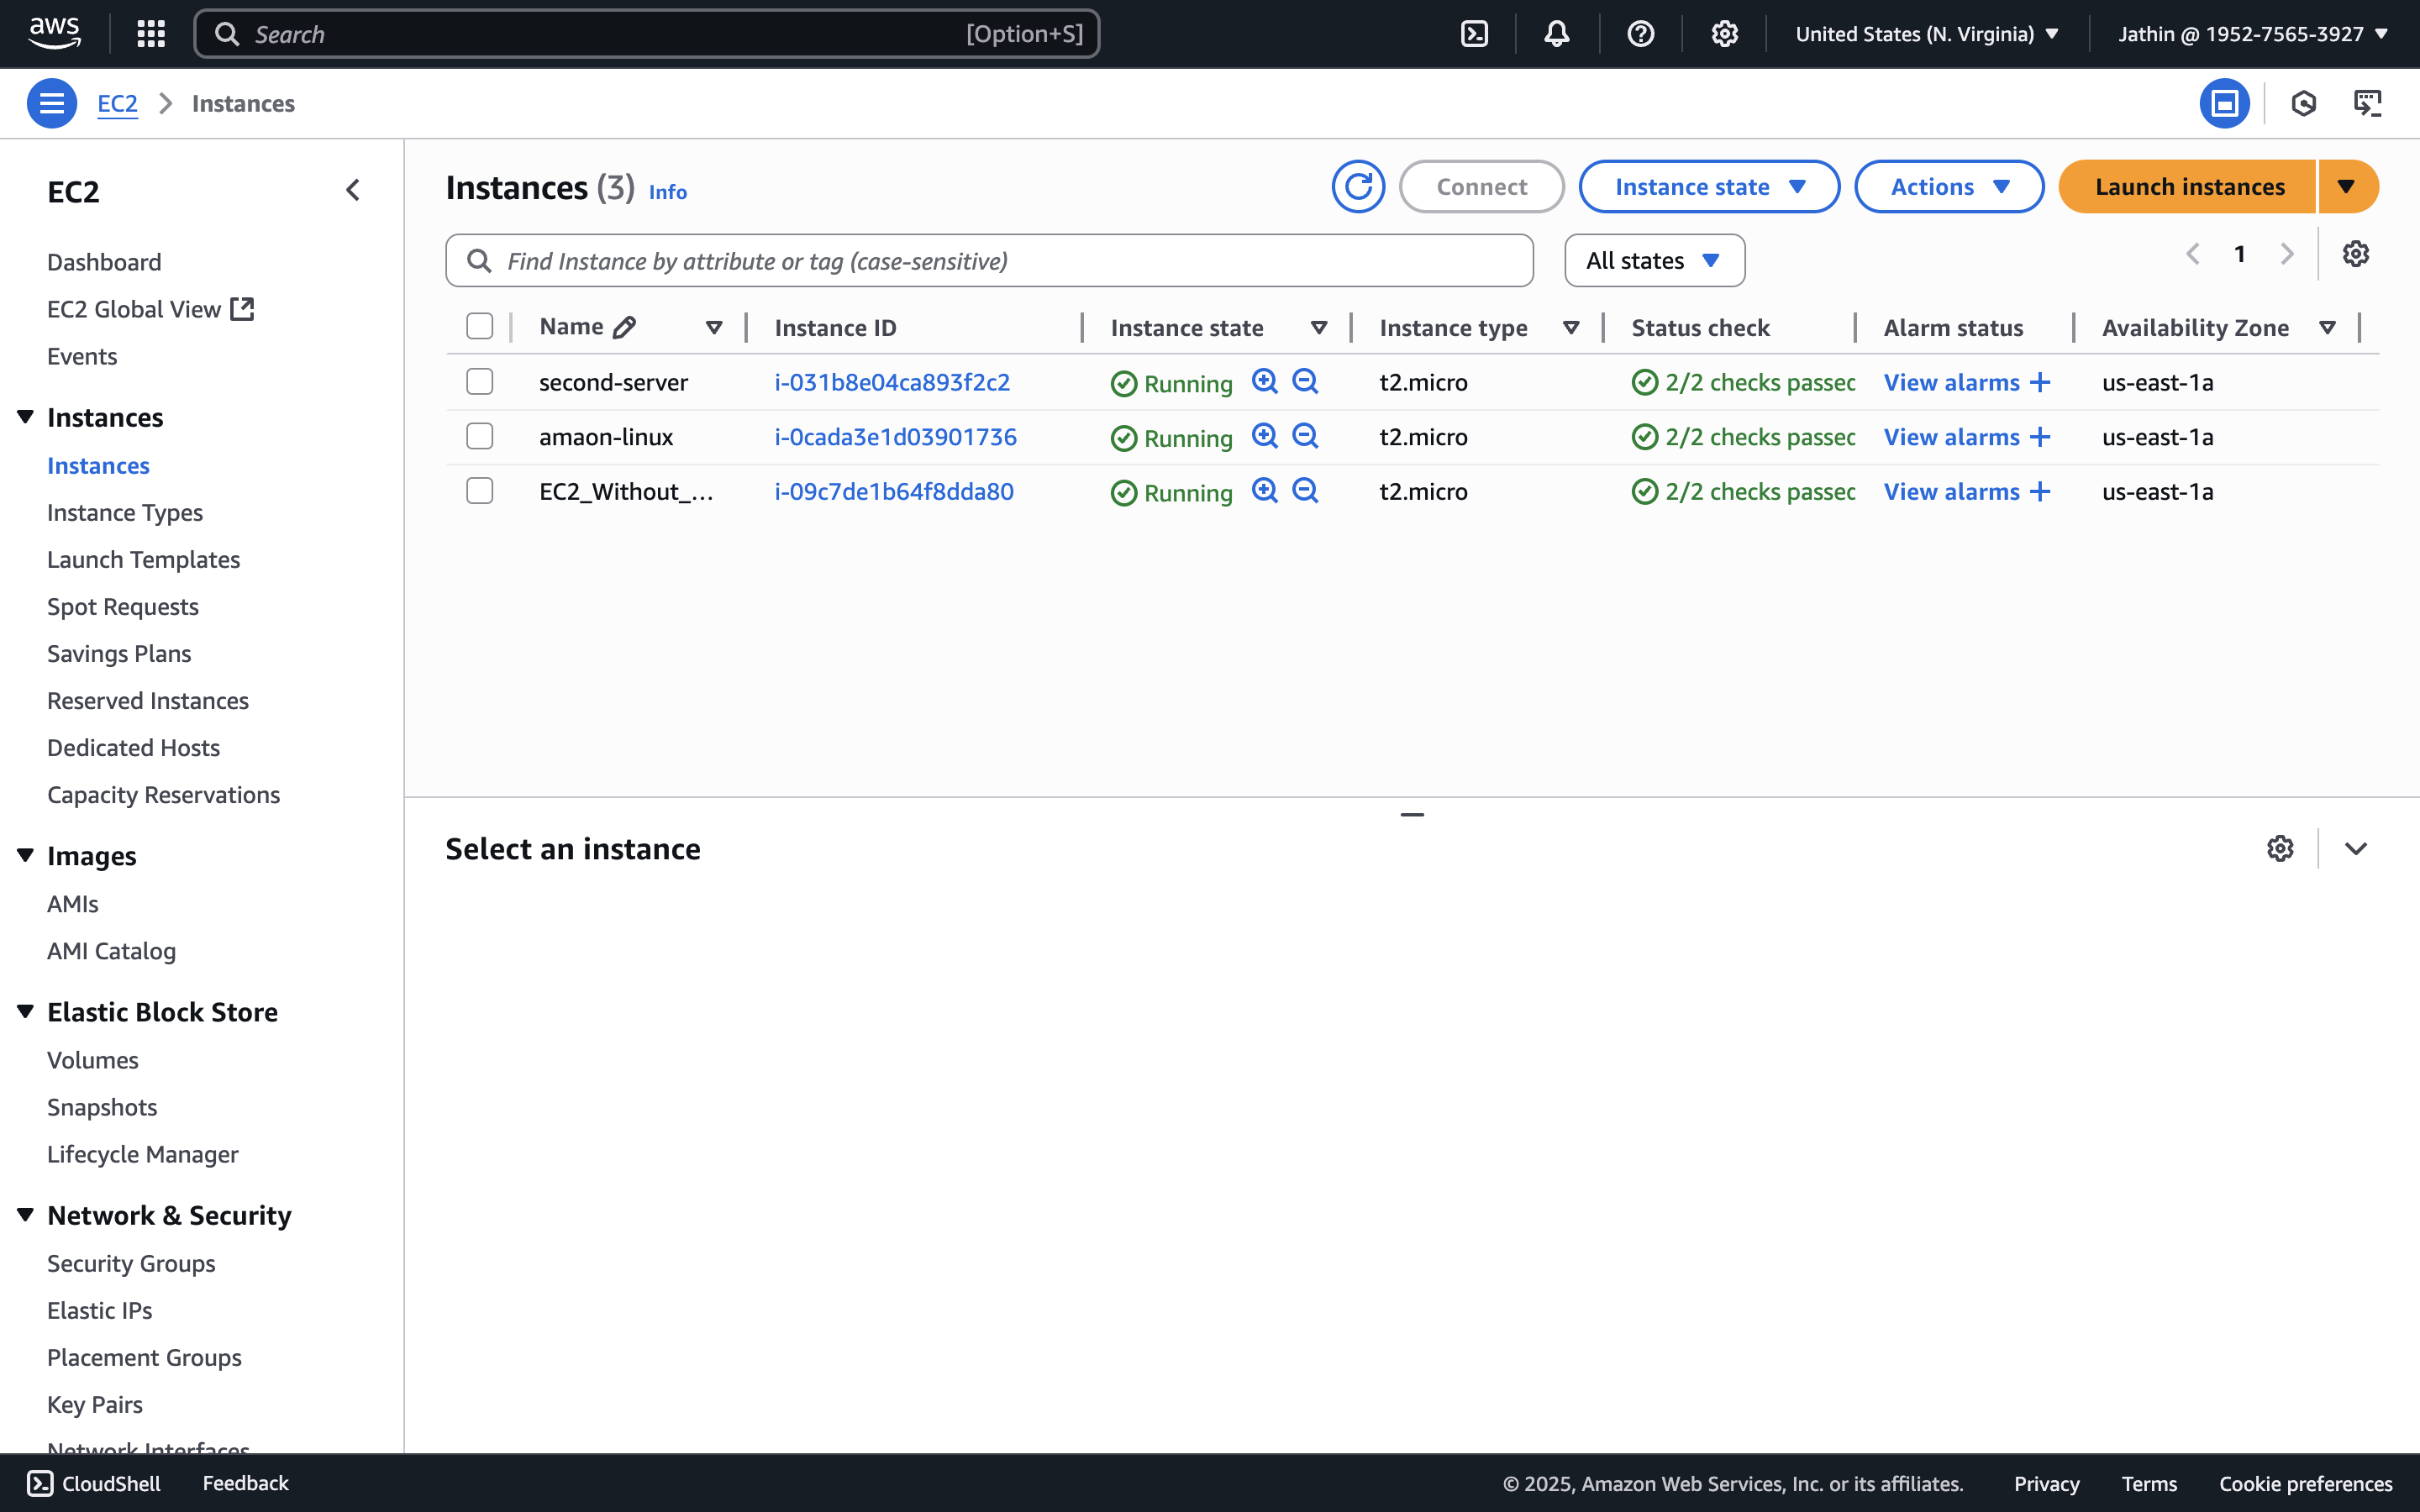 aws
Search [Option+S]
United States (N. Virginia)
Jathin @ 1952-7565-3927
EC2 Instances
EC2
Dashboard
EC2 Global View
Events
Instances
Instances
Instance Types
Launch Templates
Spot Requests
Savings Plans
Reserved Instances
Dedicated Hosts
Capacity Reservations
Images
AMIs
AMI Catalog
Elastic Block Store
Volumes
Snapshots
Lifecycle Manager
Network & Security
Security Groups
Elastic IPs
Placement Groups
Key Pairs
Network Interfaces
Instances (3) Info
Connect
Instance state
Actions
Launch instances
Find Instance by attribute or tag (case-sensitive)
All states
1
Name Instance ID Instance state Instance type Status check Alarm status Availability Zone
second-server i-031b8e04ca893f2c2 Running t2.micro 2/2 checks passec View alarms + us-east-1a
amaon-linux i-0cada3e1d03901736 Running t2.micro 2/2 checks passec View alarms + us-east-1a
EC2_Without_... i-09c7de1b64f8dda80 Running t2.micro 2/2 checks passec View alarms + us-east-1a
Select an instance
CloudShell Feedback
© 2025, Amazon Web Services, Inc. or its affiliates. Privacy Terms Cookie preferences